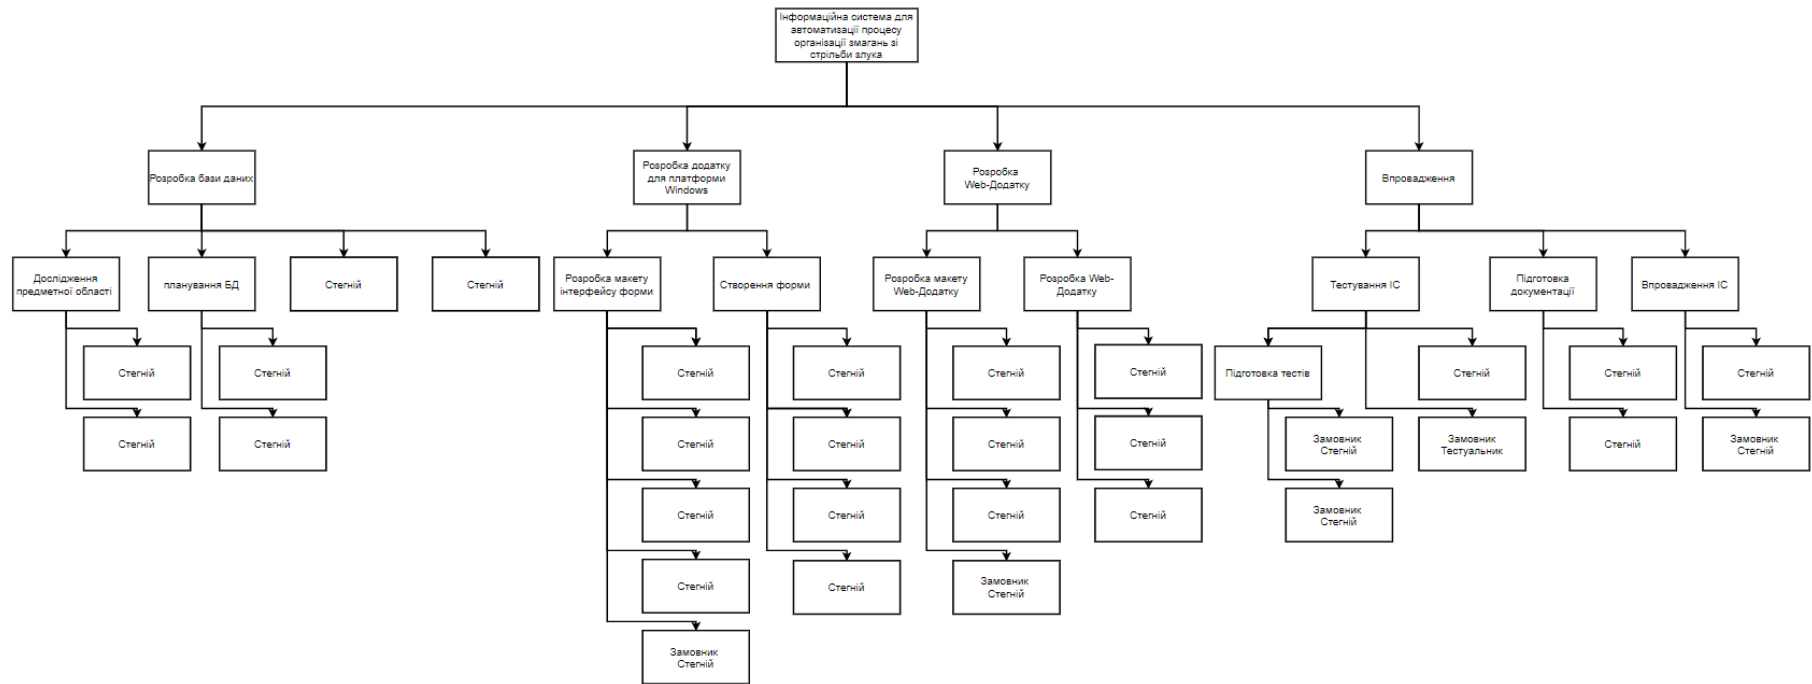 Інформаційна система для
автоматизації процесу
організації змагань зі
стрільби злука
Розробка бази даних
Розробка додатку
для платформи
Windows
Розробка
Web-Додатку
Впровадження
Дослідження
предметної області
планування БД
Стегній
Стегній
Розробка макету
інтерфейсу форми
Створення форми
Розробка макету
Web-Додатку
Розробка Web-
Додатку
Тестування ІС
Підготовка
документації
Впровадження ІС
Стегній
Стегній
Стегній
Стегній
Стегній
Стегній
Підготовка тестів
Стегній
Стегній
Стегній
Стегній
Стегній
Стегній
Стегній
Стегній
Стегній
Замовник
Стегній
Замовник
Тестуальник
Стегній
Замовник
Стегній
Стегній
Стегній
Стегній
Стегній
Замовник
Стегній
Стегній
Стегній
Замовник
Стегній
Замовник
Стегній